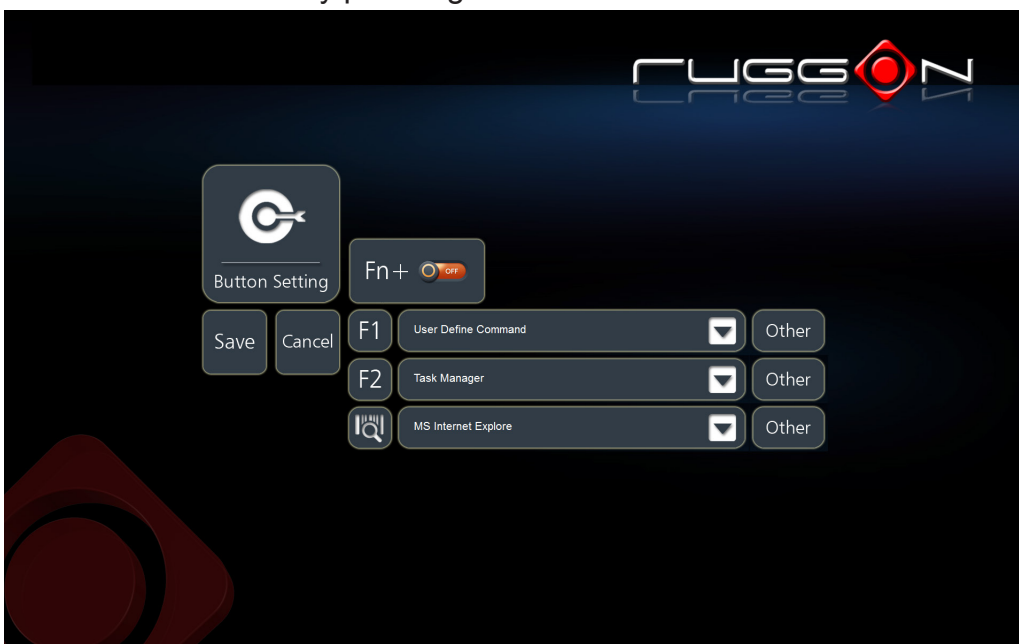 RUGGON
Button Setting
Fn+ OFF
Save
Cancel
F1 User Define Command Other
F2 Task Manager Other
MS Internet Explore Other